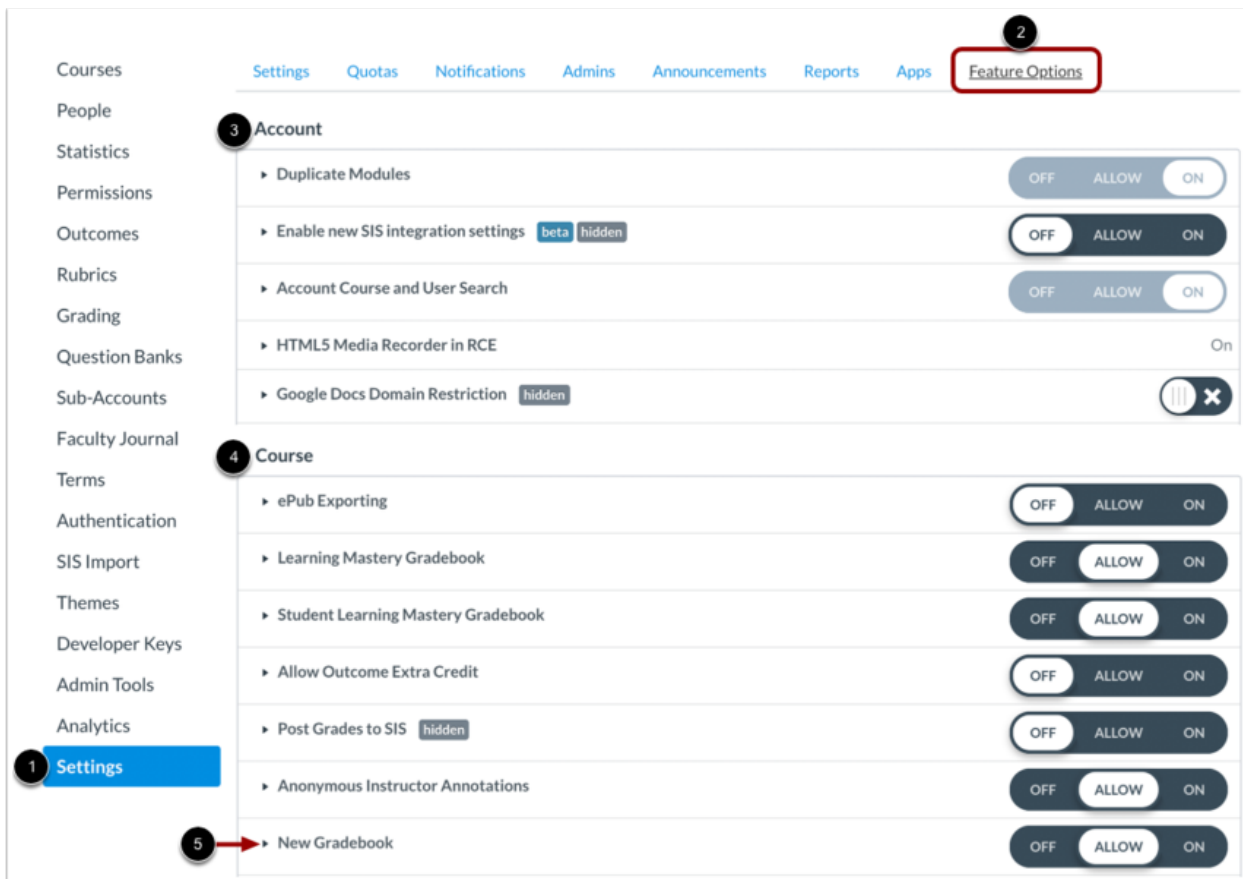 2
Courses
Settings Quotas Notifications Admins Announcements Reports Apps Feature Options
People
3 Account
Statistics
Duplicate Modules OFF ALLOW ON
Permissions
Outcomes
Enable new SIS integration settings beta hidden OFF ALLOW ON
Rubrics
Account Course and User Search OFF ALLOW ON
Grading
Question Banks
HTML5 Media Recorder in RCE On
Sub-Accounts
Google Docs Domain Restriction hidden
Faculty Journal
4 Course
Terms
ePub Exporting OFF ALLOW ON
Authentication
SIS Import
Learning Mastery Gradebook OFF ALLOW ON
Themes
Student Learning Mastery Gradebook OFF ALLOW ON
Developer Keys
Allow Outcome Extra Credit OFF ALLOW ON
Admin Tools
Analytics
Post Grades to SIS hidden OFF ALLOW ON
1 Settings
Anonymous Instructor Annotations OFF ALLOW ON
5 New Gradebook OFF ALLOW ON